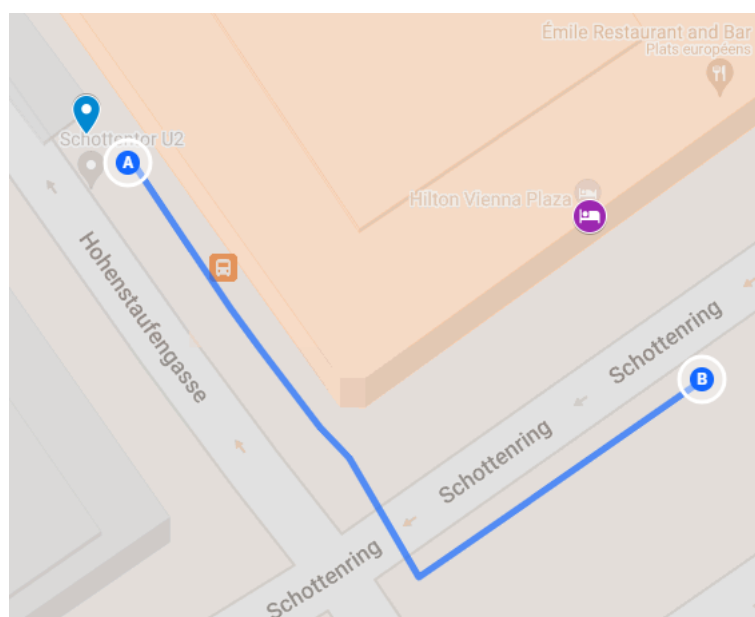 Émile Restaurant and Bar
Plats européens
Schottentor U2
A
Hilton Vienna Plaza
Hohenstaufengasse
Schottenring
B
Schottenring
Schottenring